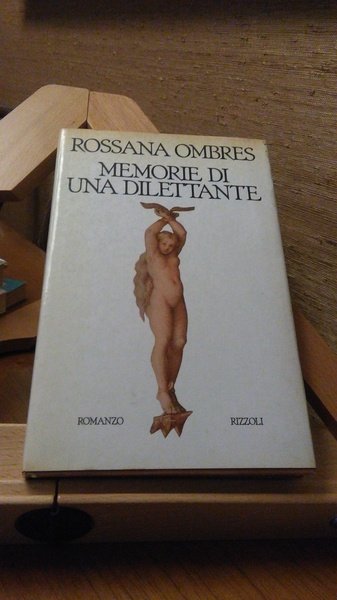 ROSSANA OMBRES
MEMORIE DI
UNA DILETTANTE
ROMANZO RIZZOLI